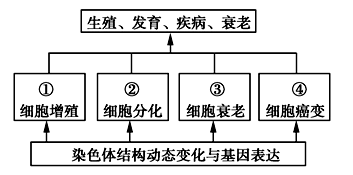 生殖、发育、疾病、衰老
①
细胞增殖
②
细胞分化
③
细胞衰老
④
细胞癌变
染色体结构动态变化与基因表达